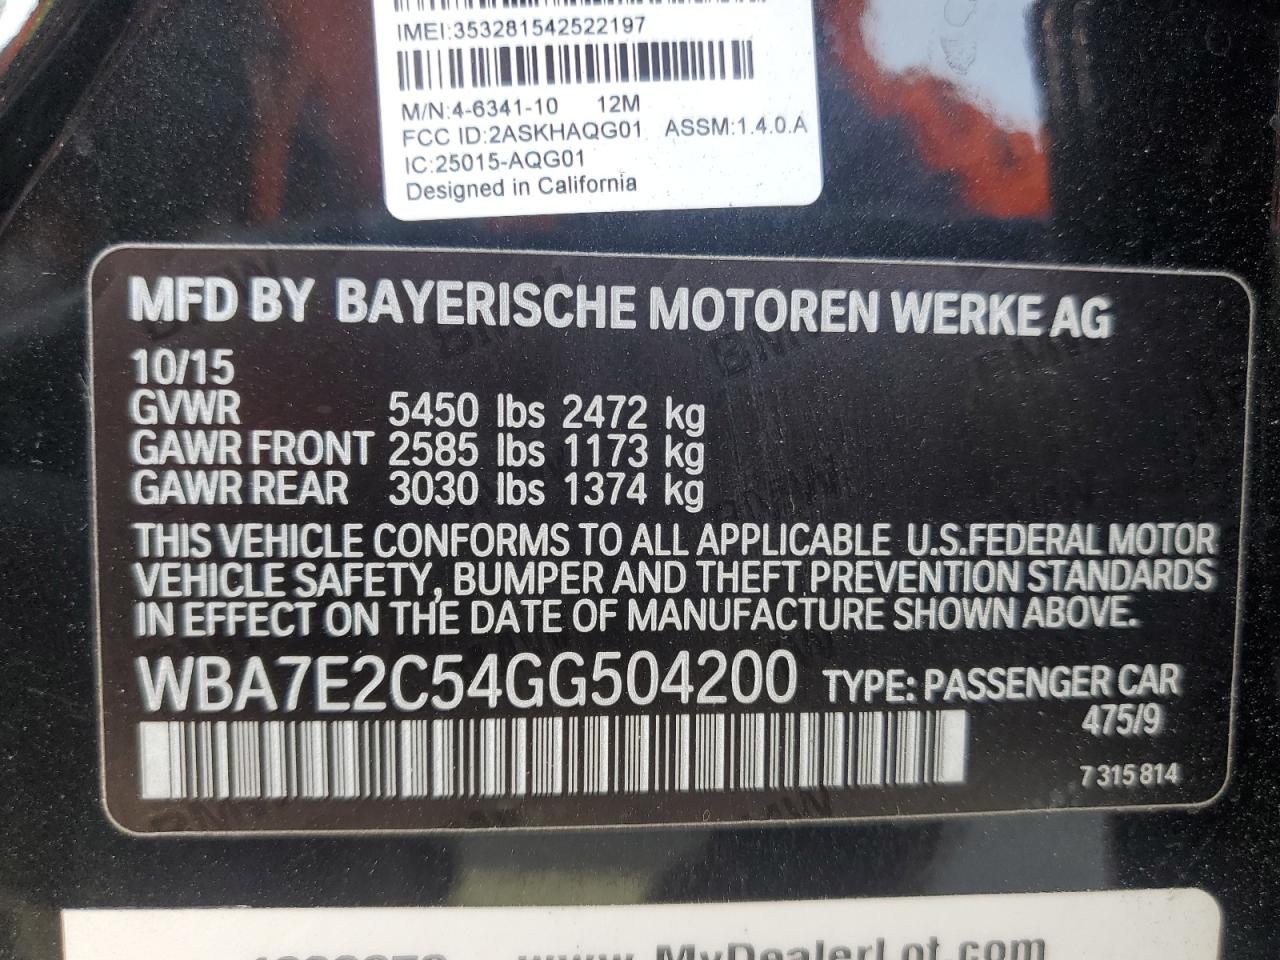 IMEI:353281542522197
M/N:4-6341-10 12M
FCC ID:2ASKHAQG01 ASSM:1.4.0.A
IC:25015-AQG01
Designed in California
MFD BY BAYERISCHE MOTOREN WERKE AG
10/15
GVWR 5450 lbs 2472 kg
GAWR FRONT 2585 lbs 1173 kg
GAWR REAR 3030 lbs 1374 kg
THIS VEHICLE CONFORMS TO ALL APPLICABLE U.S.FEDERAL MOTOR
VEHICLE SAFETY, BUMPER AND THEFT PREVENTION STANDARDS
IN EFFECT ON THE DATE OF MANUFACTURE SHOWN ABOVE.
WBA7E2C54GG504200 TYPE: PASSENGER CAR
475/9
7 315 814
www.MyDealerLot.com